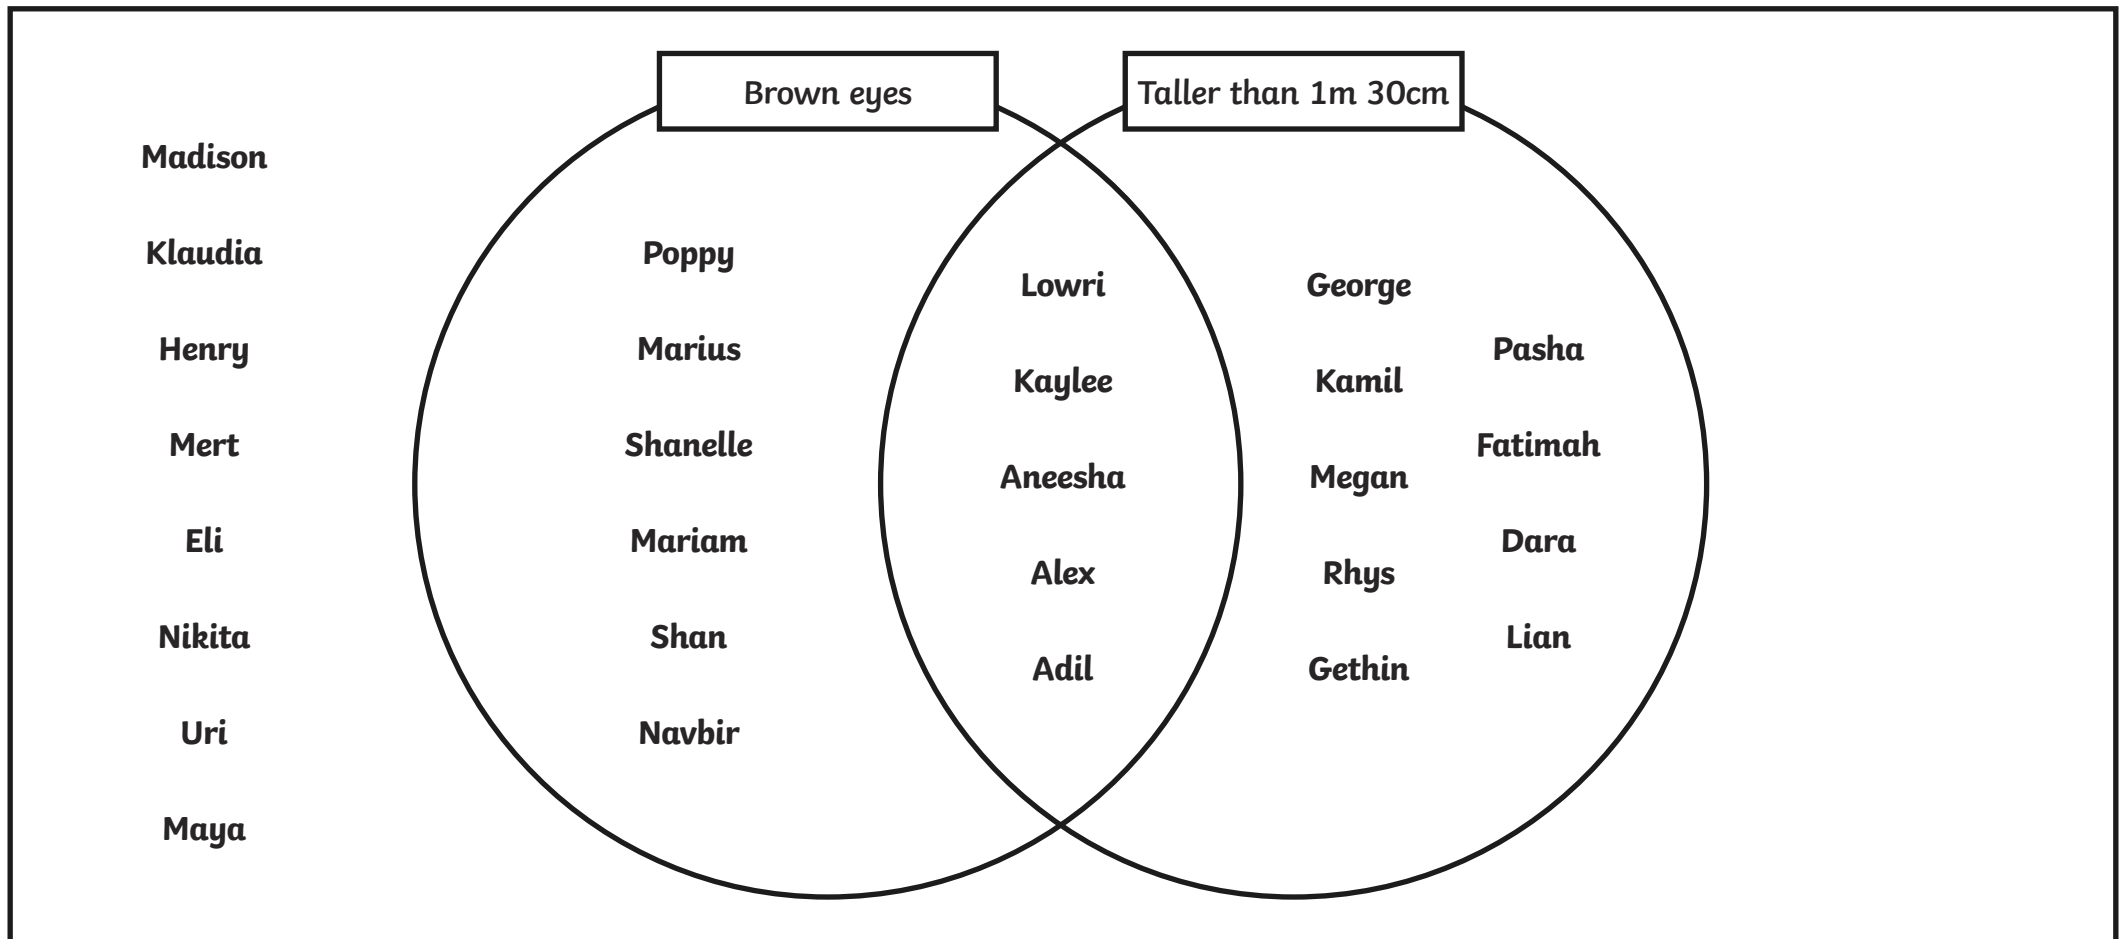 Brown eyes
Taller than 1m 30cm
Madison
Klaudia
Henry
Mert
Eli
Nikita
Uri
Maya
Poppy
Marius
Shanelle
Mariam
Shan
Navbir
Lowri
Kaylee
Aneesha
Alex
Adil
George
Kamil
Megan
Rhys
Gethin
Pasha
Fatimah
Dara
Lian